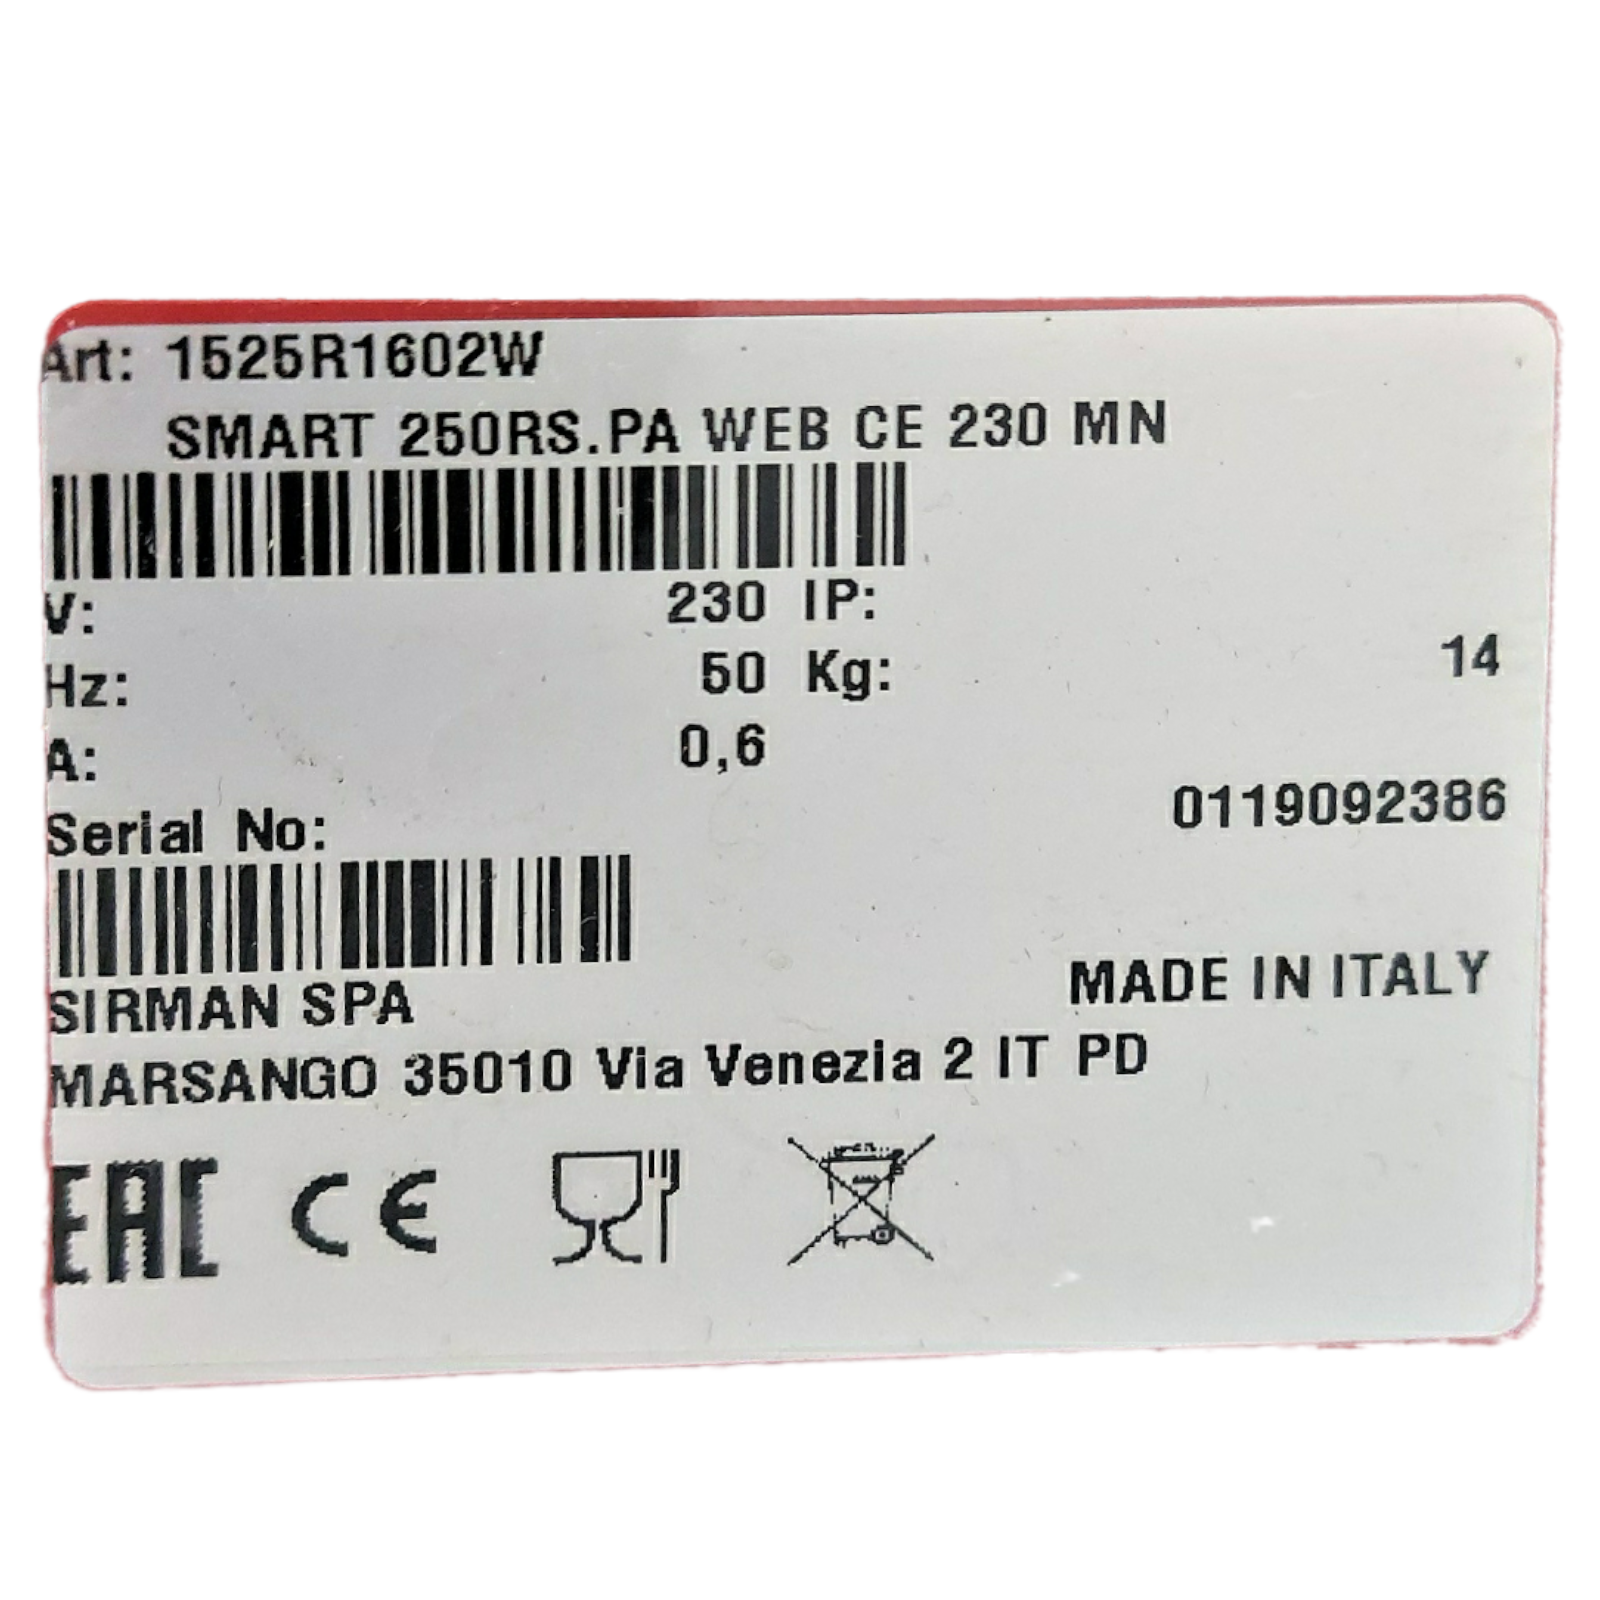 Art: 1525R1602W
SMART 250RS.PA WEB CE 230 MN
V: 230 IP:
Hz: 50 Kg: 14
A: 0,6
Serial No: 0119092386
MADE IN ITALY
SIRMAN SPA
MARSANGO 35010 Via Venezia 2 IT PD
EAC CE